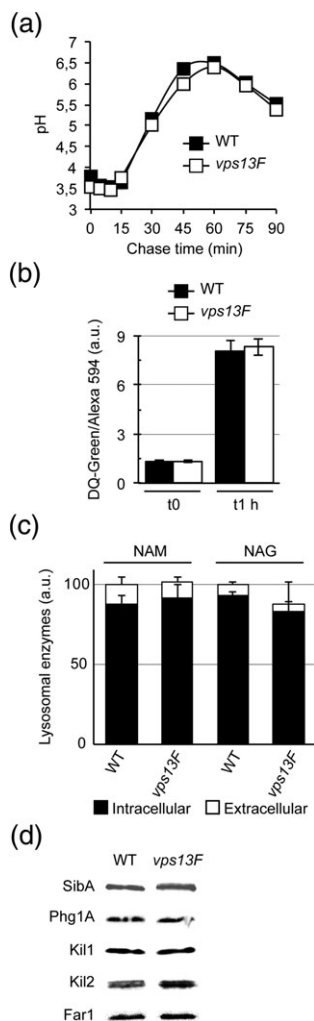 (a)
pH
7
6,5
6
5,5
5
4,5
4
3,5
3
WT
vps13F
0 15 30 45 60 75 90
Chase time (min)
(b)
WT
vps13F
DQ-Green/Alexa 594 (a.u.)
9
6
3
0
t0 t1 h
(c)
NAM NAG
Lysosomal enzymes (a.u.)
100
50
0
WT vps13F WT vps13F
Intracellular Extracellular
(d)
WT vps13F
SibA
Phg1A
Kil1
Kil2
Far1